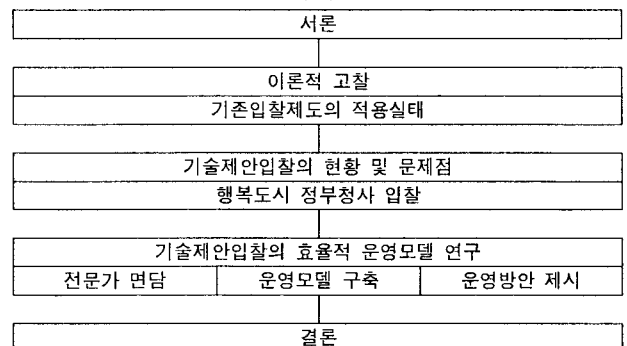 서론
이론적 고찰
기존입찰제도의 적용실태
기술제안입찰의 현황 및 문제점
행복도시 정부청사 입찰
기술제안입찰의 효율적 운영모델 연구
전문가 면담 운영모델 구축 운영방안 제시
결론